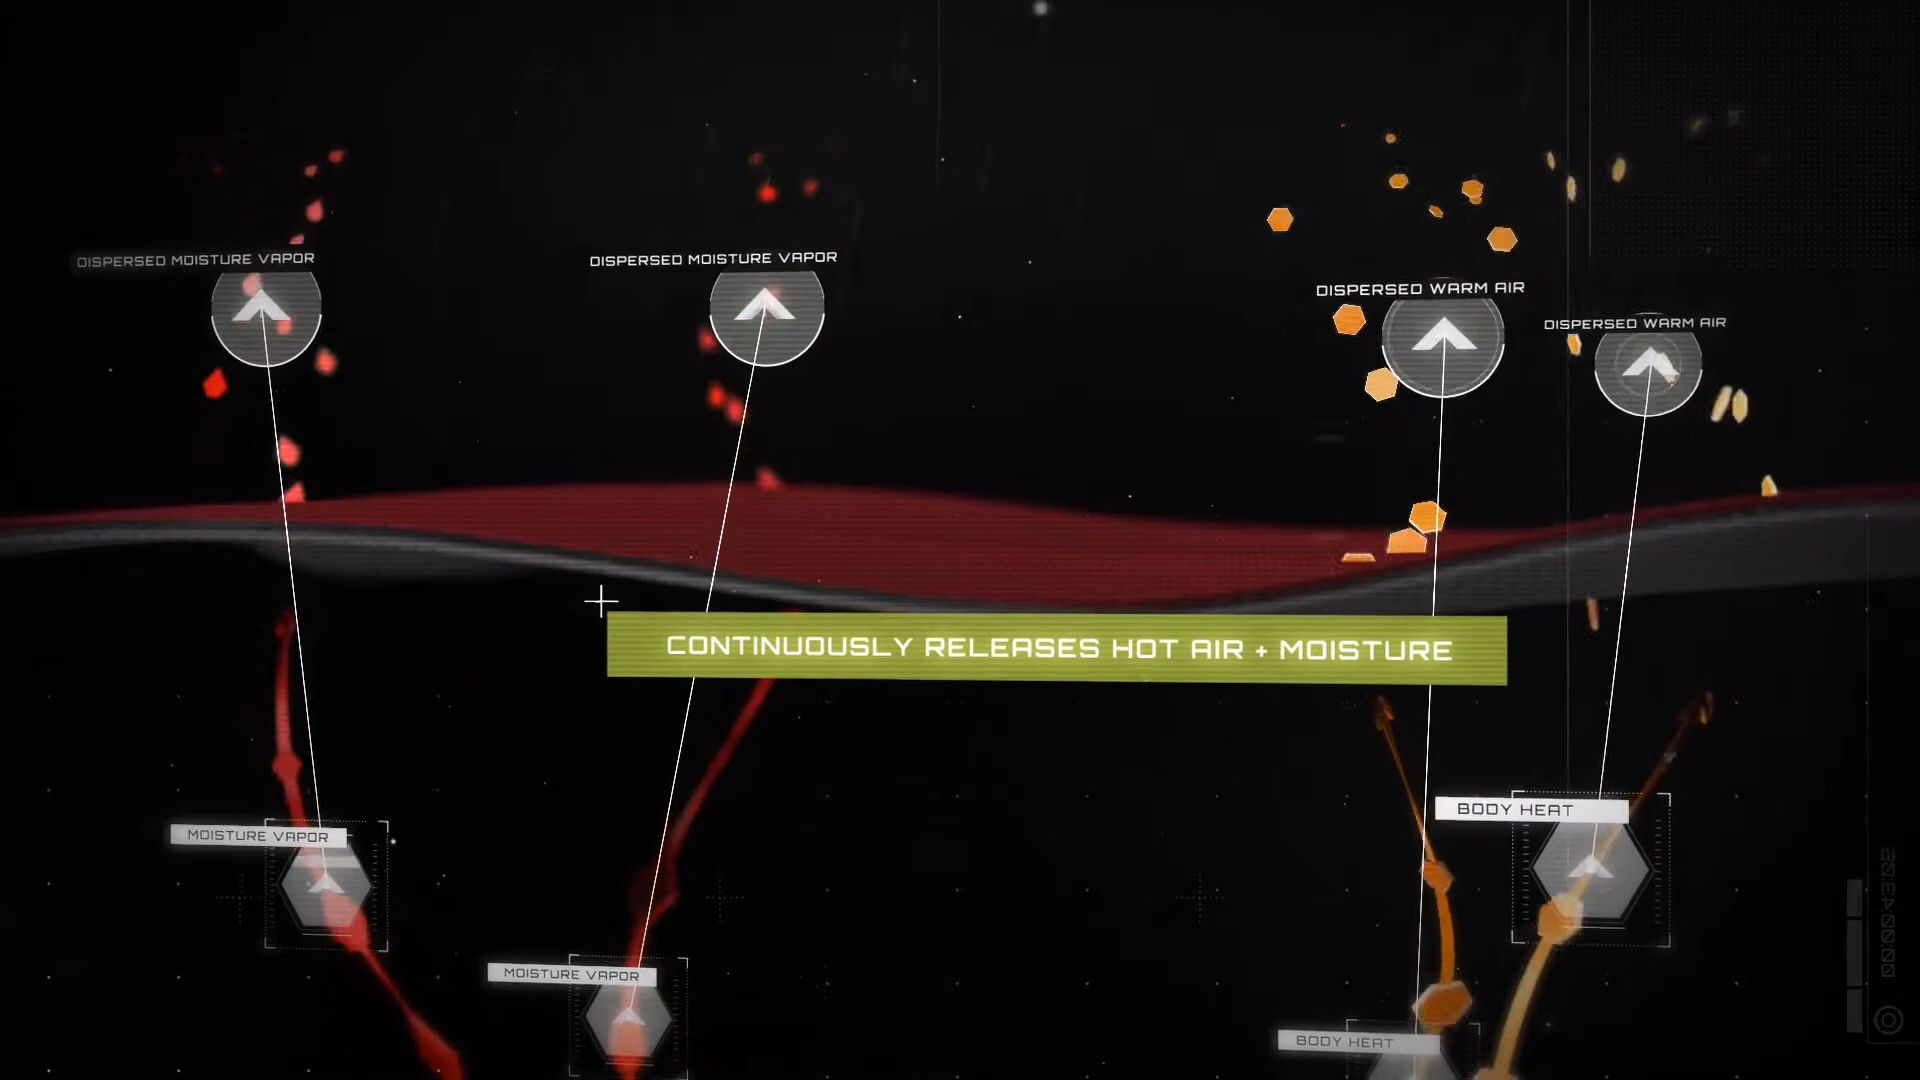 DISPERSED MOISTURE VAPOR
DISPERSED MOISTURE VAPOR
DISPERSED WARM AIR
DISPERSED WARM AIR
CONTINUOUSLY RELEASES HOT AIR + MOISTURE
BODY HEAT
MOISTURE VAPOR
MOISTURE VAPOR
BODY HEAT